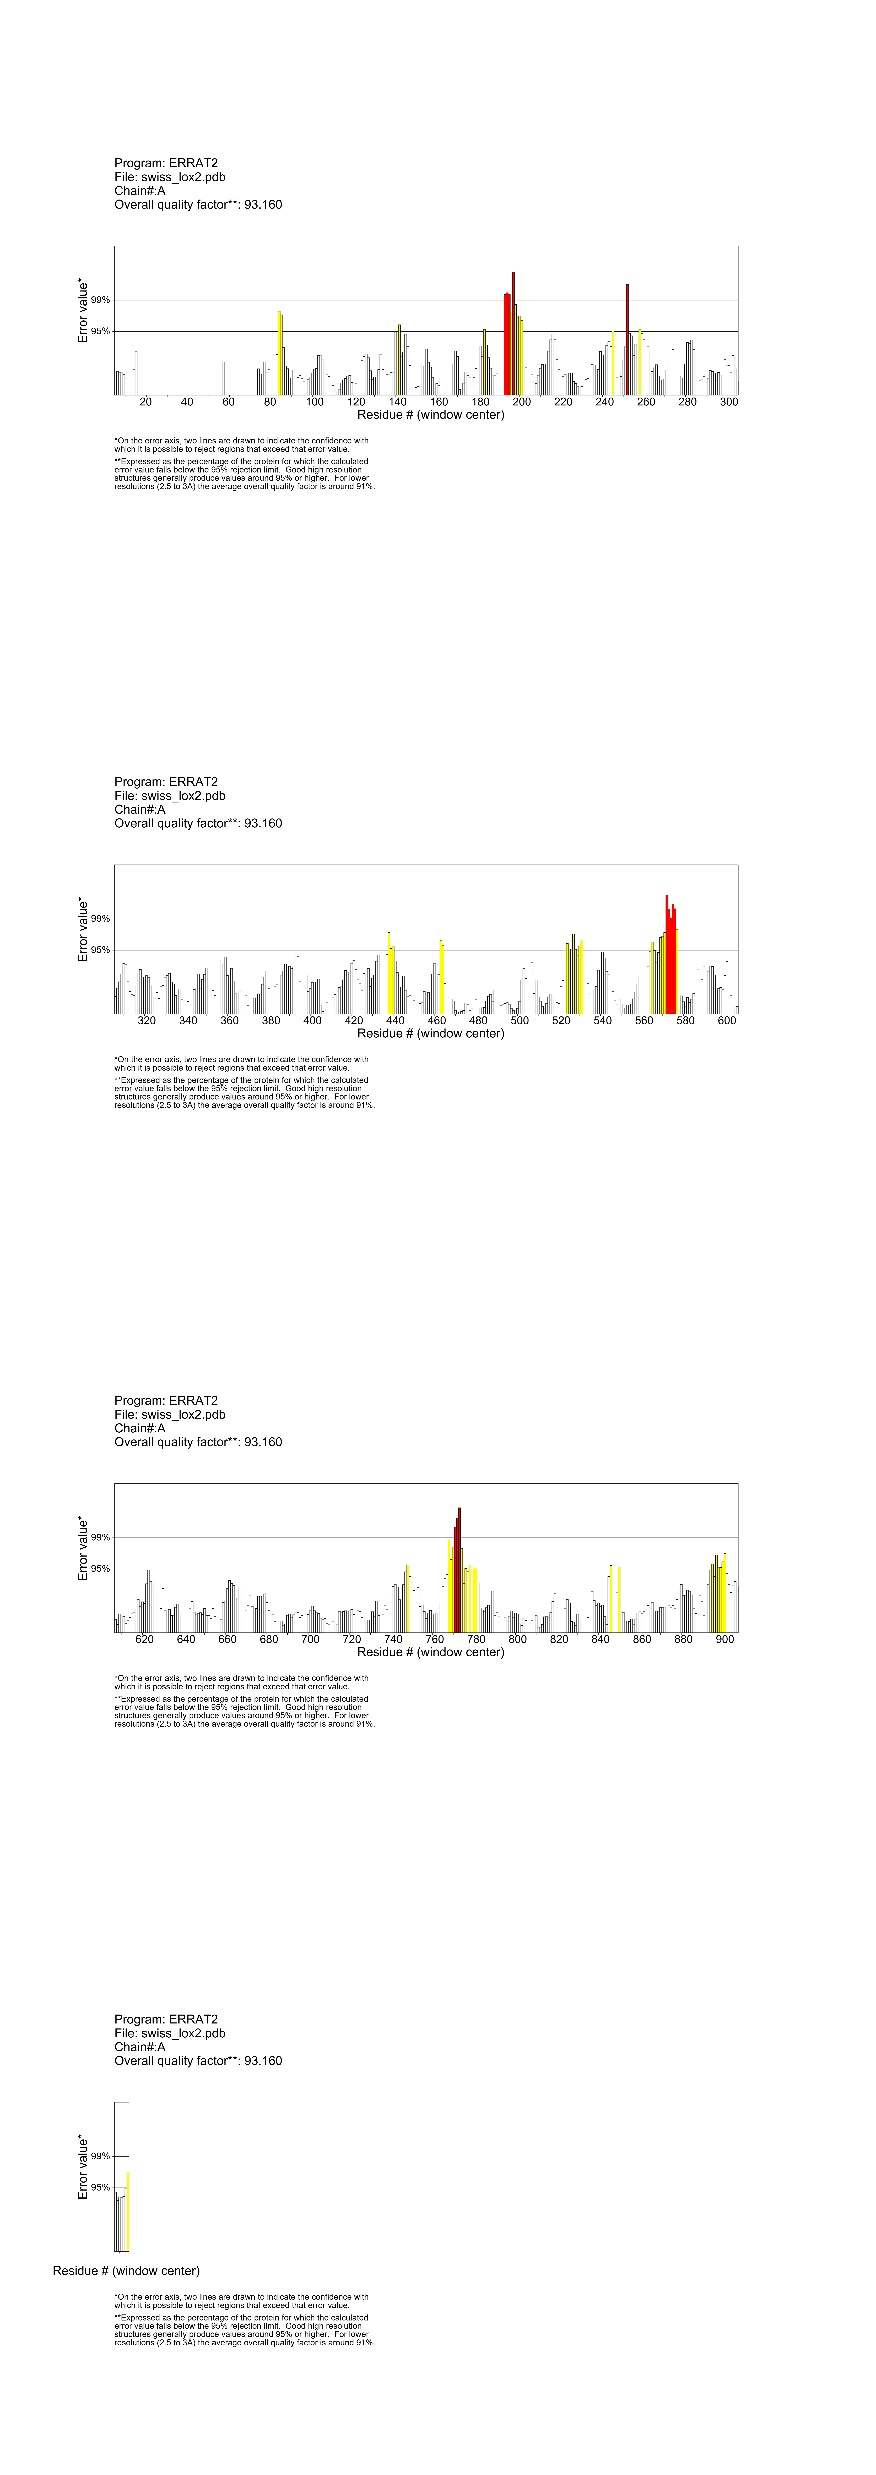 Program: ERRAT2
File: swiss_lox2.pdb
Chain#:A
Overall quality factor**: 93.160
Error value*
99%
95%
20 40 60 80 100 120 140 160 180 200 220 240 260 280 300
Residue # (window center)
*On the error axis, two lines are drawn to indicate the confidence with
which it is possible to reject regions that exceed that error value.
**Expressed as the percentage of the protein for which the calculated
error value falls below the 95% rejection limit. Good high resolution
structures generally produce values around 95% or higher. For lower
resolutions (2.5 to 3A) the average overall quality factor is around 91%.
Program: ERRAT2
File: swiss_lox2.pdb
Chain#:A
Overall quality factor**: 93.160
Error value*
99%
95%
320 340 360 380 400 420 440 460 480 500 520 540 560 580 600
Residue # (window center)
*On the error axis, two lines are drawn to indicate the confidence with
which it is possible to reject regions that exceed that error value.
**Expressed as the percentage of the protein for which the calculated
error value falls below the 95% rejection limit. Good high resolution
structures generally produce values around 95% or higher. For lower
resolutions (2.5 to 3A) the average overall quality factor is around 91%.
Program: ERRAT2
File: swiss_lox2.pdb
Chain#:A
Overall quality factor**: 93.160
Error value*
99%
95%
620 640 660 680 700 720 740 760 780 800 820 840 860 880 900
Residue # (window center)
*On the error axis, two lines are drawn to indicate the confidence with
which it is possible to reject regions that exceed that error value.
**Expressed as the percentage of the protein for which the calculated
error value falls below the 95% rejection limit. Good high resolution
structures generally produce values around 95% or higher. For lower
resolutions (2.5 to 3A) the average overall quality factor is around 91%.
Program: ERRAT2
File: swiss_lox2.pdb
Chain#:A
Overall quality factor**: 93.160
Error value*
99%
95%
Residue # (window center)
*On the error axis, two lines are drawn to indicate the confidence with
which it is possible to reject regions that exceed that error value.
**Expressed as the percentage of the protein for which the calculated
error value falls below the 95% rejection limit. Good high resolution
structures generally produce values around 95% or higher. For lower
resolutions (2.5 to 3A) the average overall quality factor is around 91%.